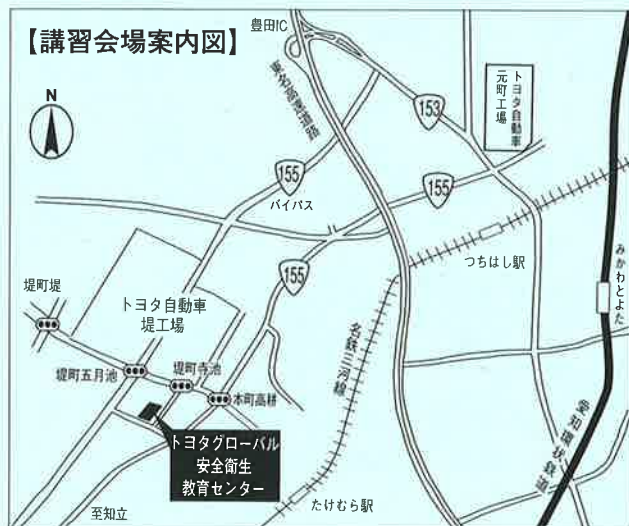 【講習会場案内図】
豊田IC
N
東名高速道路
153
トヨタ自動車
元町工場
155
バイパス
155
つちはし駅
みかわとよた
155
堤町堤
トヨタ自動車
堤工場
名鉄三河線
堤町五月池
堤町寺池
本町高耕
愛知環状鉄道
トヨタグローバル
安全衛生
教育センター
たけむら駅
至知立